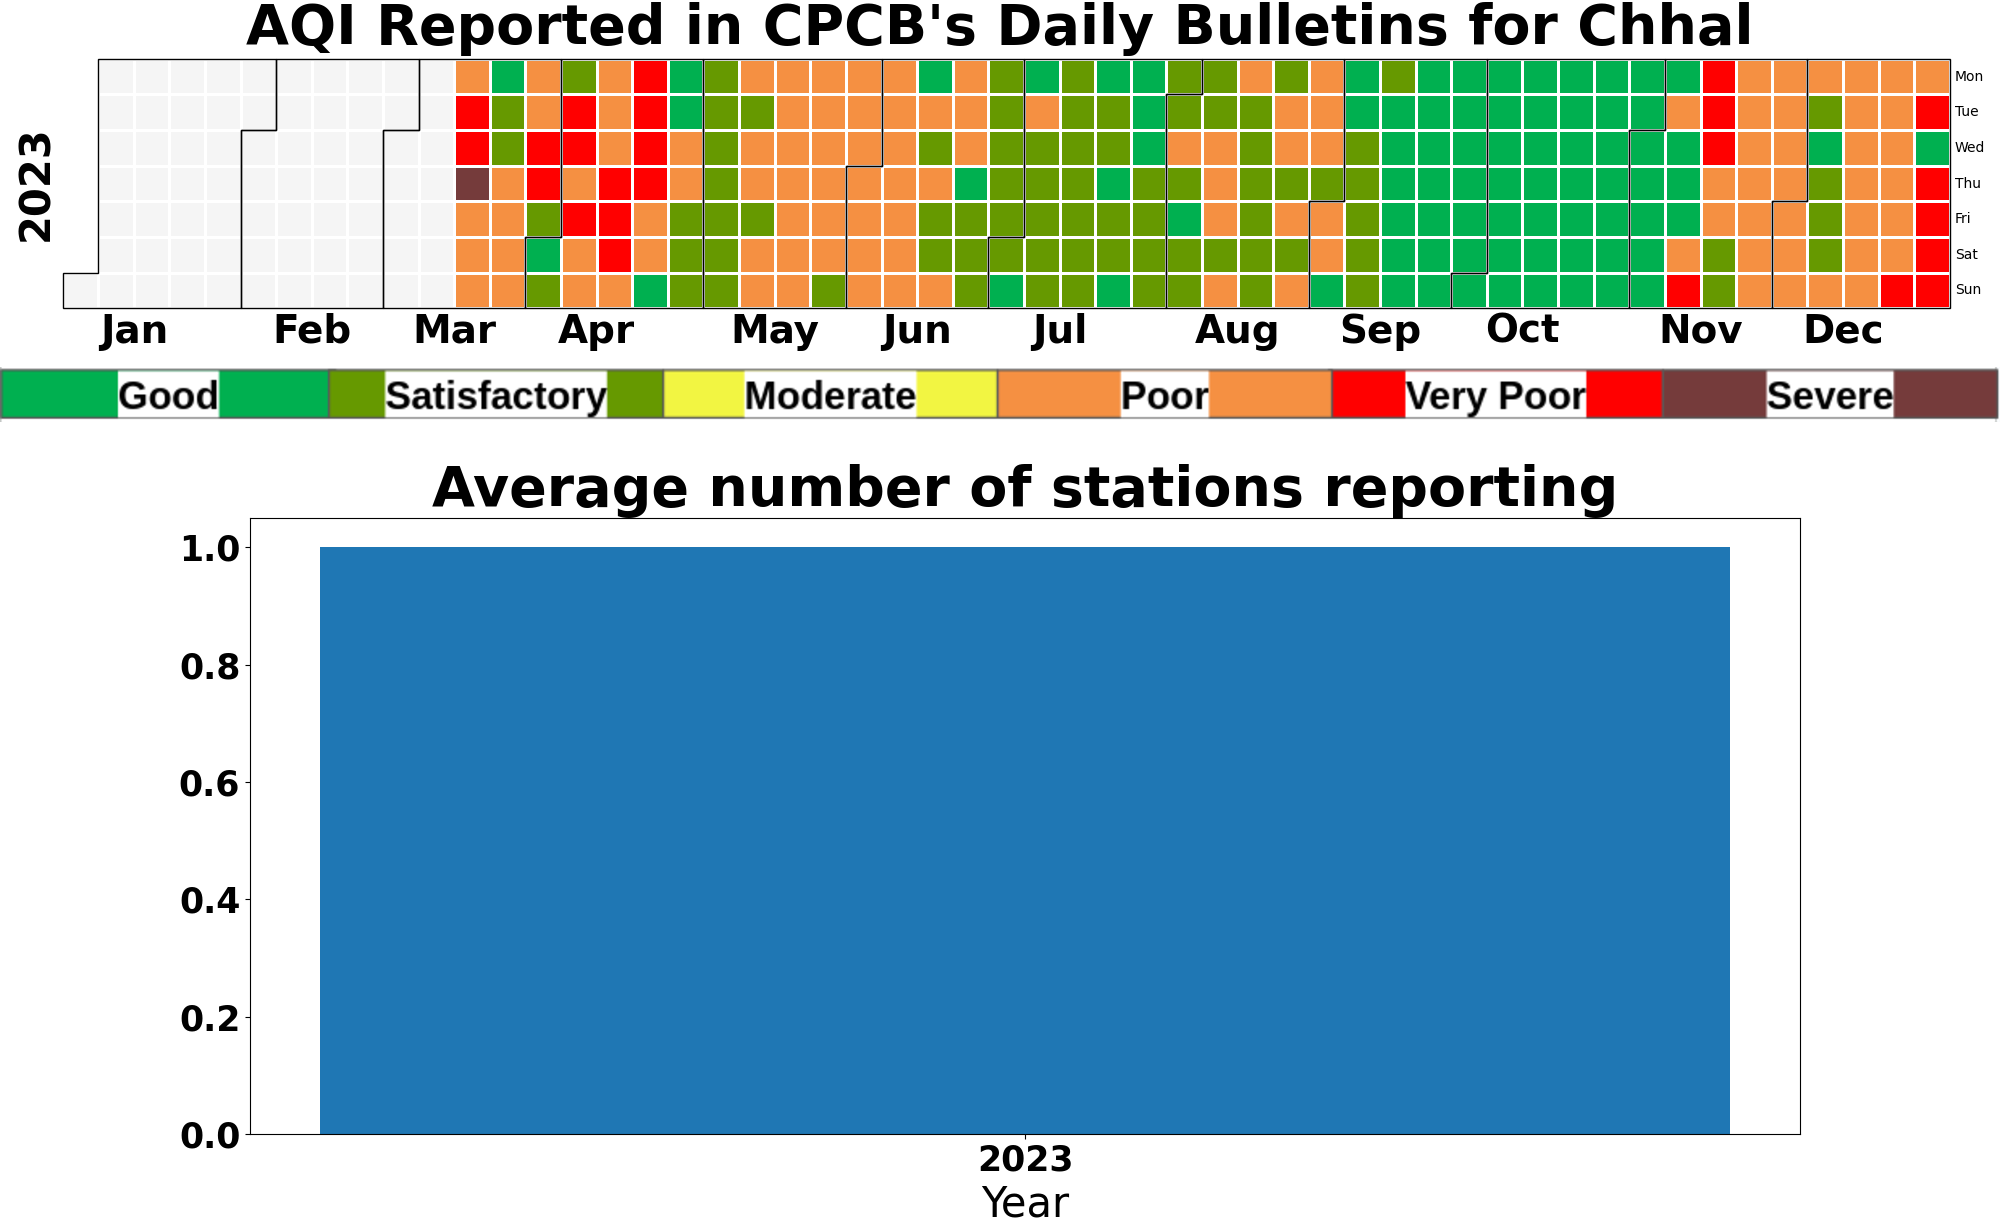 AQI Reported in CPCB's Daily Bulletins for Chhal
2023
Mon
Tue
Wed
Thu
Fri
Sat
Sun
Jan Feb Mar Apr May Jun Jul Aug Sep Oct Nov Dec
Good Satisfactory Moderate Poor Very Poor Severe
Average number of stations reporting
1.0
0.8
0.6
0.4
0.2
0.0
2023
Year